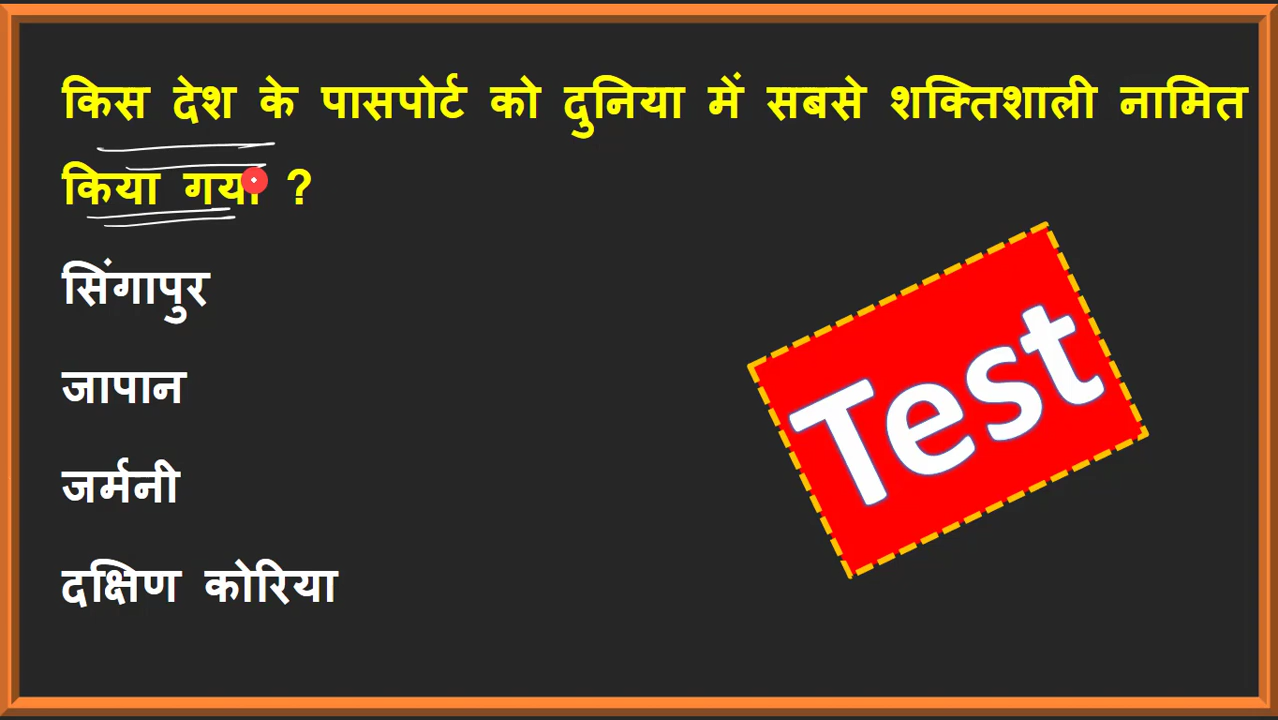 किस देश के पासपोर्ट को दुनिया में सबसे शक्तिशाली नामित
किया गया ?
सिंगापुर
जापान
जर्मनी
दक्षिण कोरिया
Test